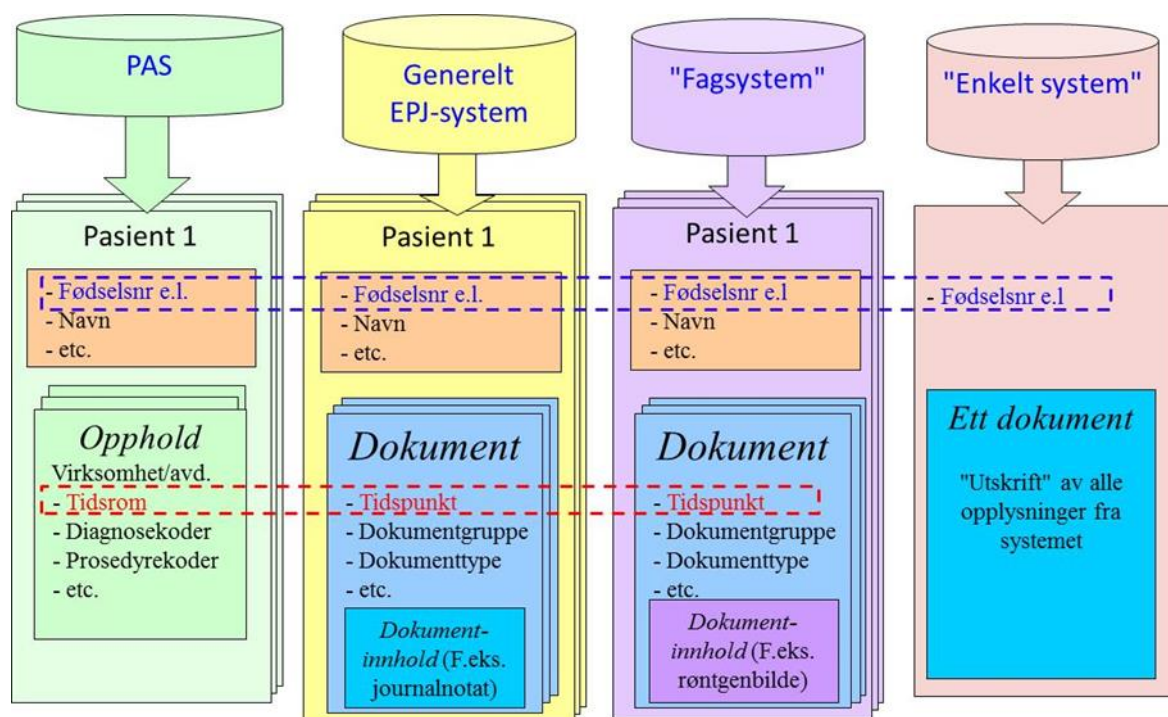 PAS
Generelt
EPJ-system
"Fagsystem"
"Enkelt system"
Pasient 1
- Fødselsnr e.l.
- Navn
- etc.
Opphold
Virksomhet/avd.
- Tidsrom
- Diagnosekoder
- Prosedyrekoder
- etc.
Pasient 1
- Fødselsnr e.l.
- Navn
- etc.
Dokument
- Tidspunkt
- Dokumentgruppe
- Dokumenttype
- etc.
Dokument-
innhold (F.eks.
journalnotat)
Pasient 1
- Fødselsnr e.l
- Navn
- etc.
Dokument
- Tidspunkt
- Dokumentgruppe
- Dokumenttype
- etc.
Dokument-
innhold (F.eks.
røntgenbilde)
- Fødselsnr e.l
Ett dokument
"Utskrift" av alle
opplysninger fra
systemet